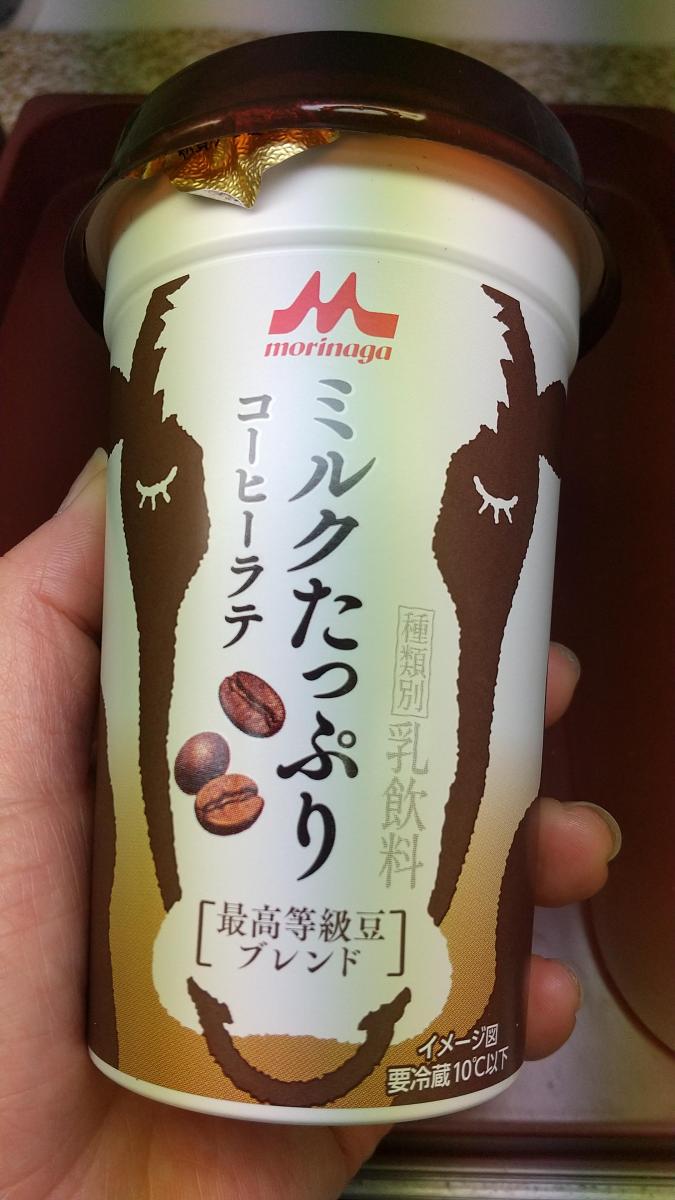 morinaga
ミルクたっぷり
コーヒーラテ
種類別
乳飲料
最高等級豆
ブレンド
イメージ図
要冷蔵10℃以下